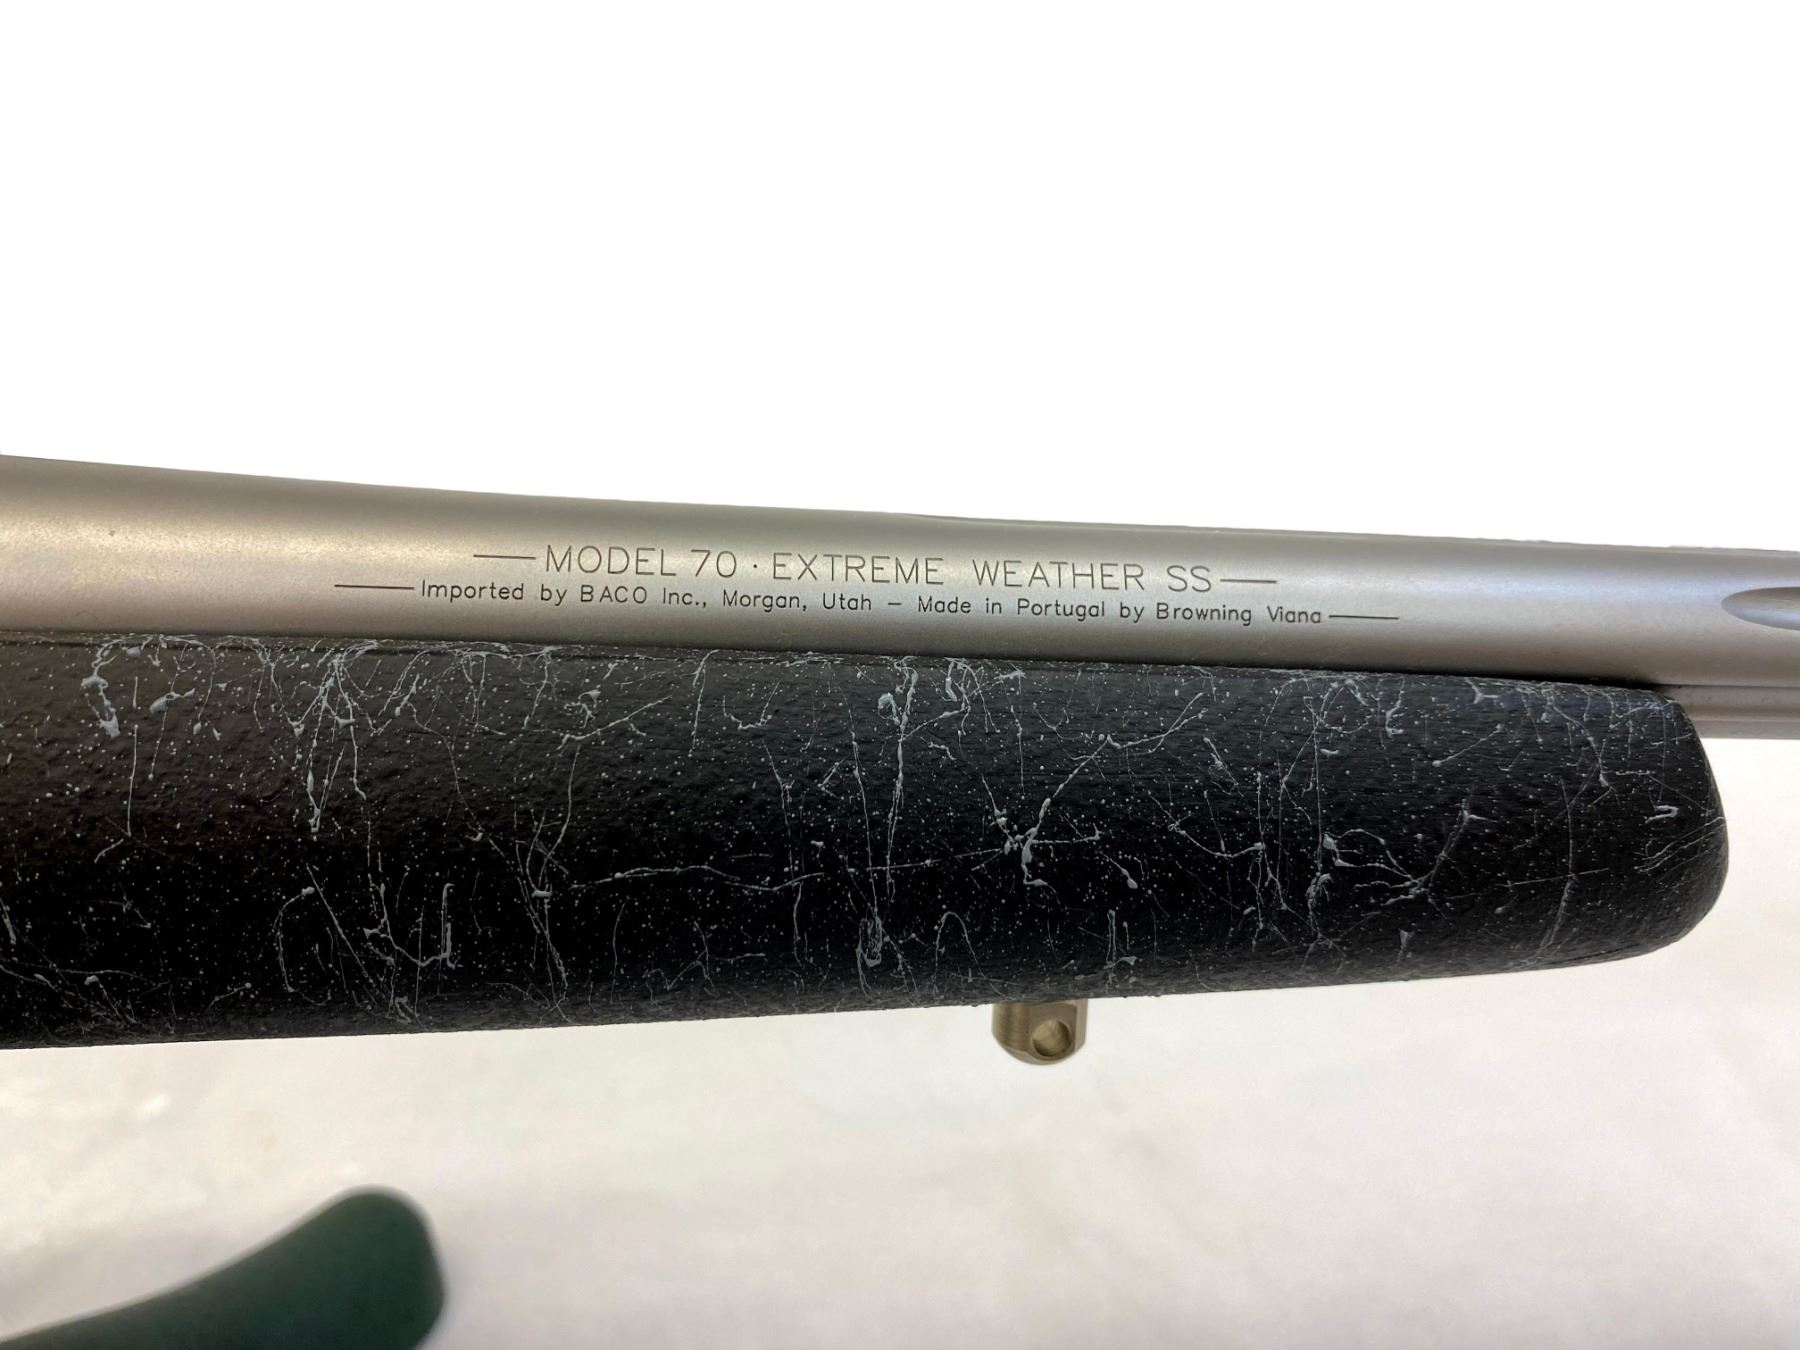 MODEL 70 · EXTREME WEATHER SS
Imported by BACO Inc., Morgan, Utah – Made in Portugal by Browning Viana